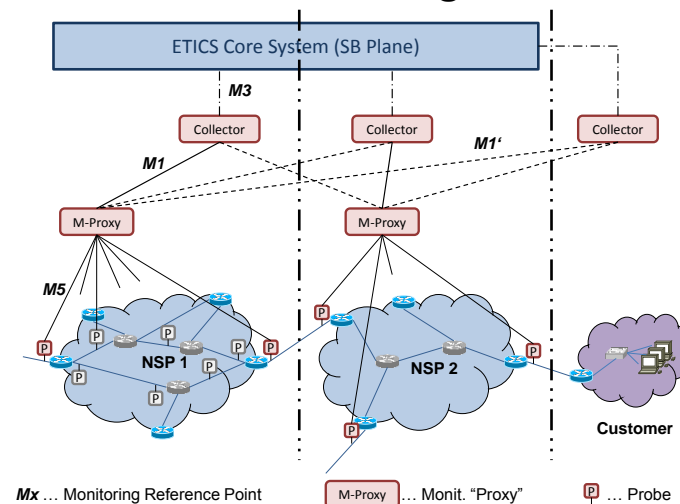 ETICS Core System (SB Plane)
M3
Collector
Collector
Collector
M1
M1‘
M-Proxy
M-Proxy
M5
P
P
P
P
P
P
P
P
P
P
P
P
NSP 1
NSP 2
Customer
Mx ... Monitoring Reference Point
M-Proxy ... Monit. “Proxy”
P ... Probe